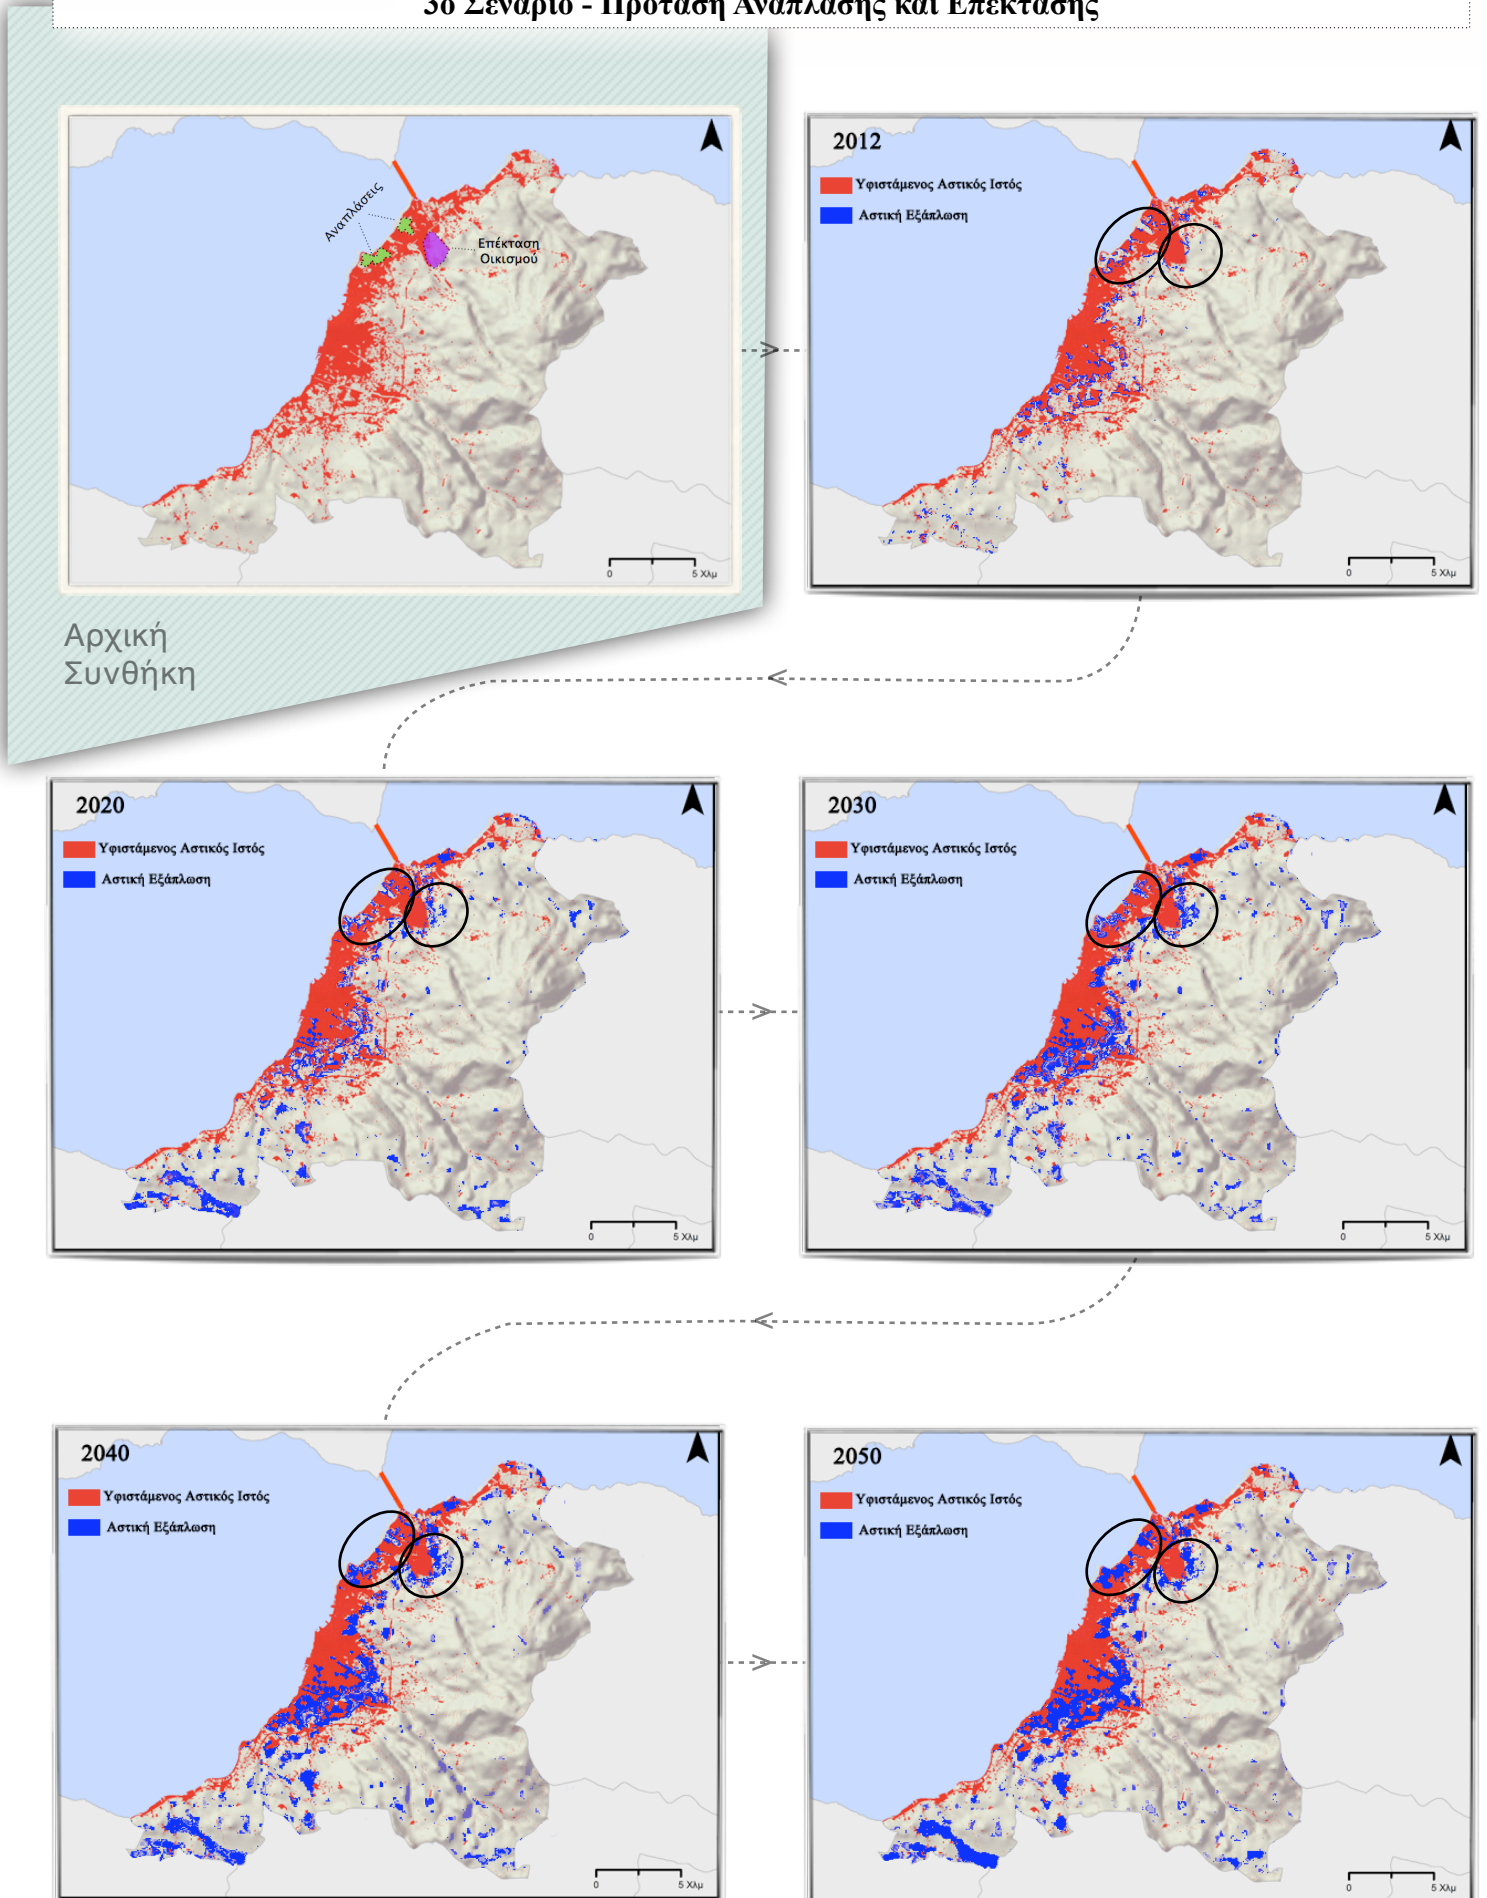 3ο Σενάριο - Πρόταση Ανάπλασης και Επέκτασης
Αναπλάσεις
Επέκταση
Οικισμού
0 5 Χλμ
Αρχική
Συνθήκη
2012
Υφιστάμενος Αστικός Ιστός
Αστική Εξάπλωση
0 5 Χλμ
2020
Υφιστάμενος Αστικός Ιστός
Αστική Εξάπλωση
0 5 Χλμ
2030
Υφιστάμενος Αστικός Ιστός
Αστική Εξάπλωση
0 5 Χλμ
2040
Υφιστάμενος Αστικός Ιστός
Αστική Εξάπλωση
0 5 Χλμ
2050
Υφιστάμενος Αστικός Ιστός
Αστική Εξάπλωση
0 5 Χλμ